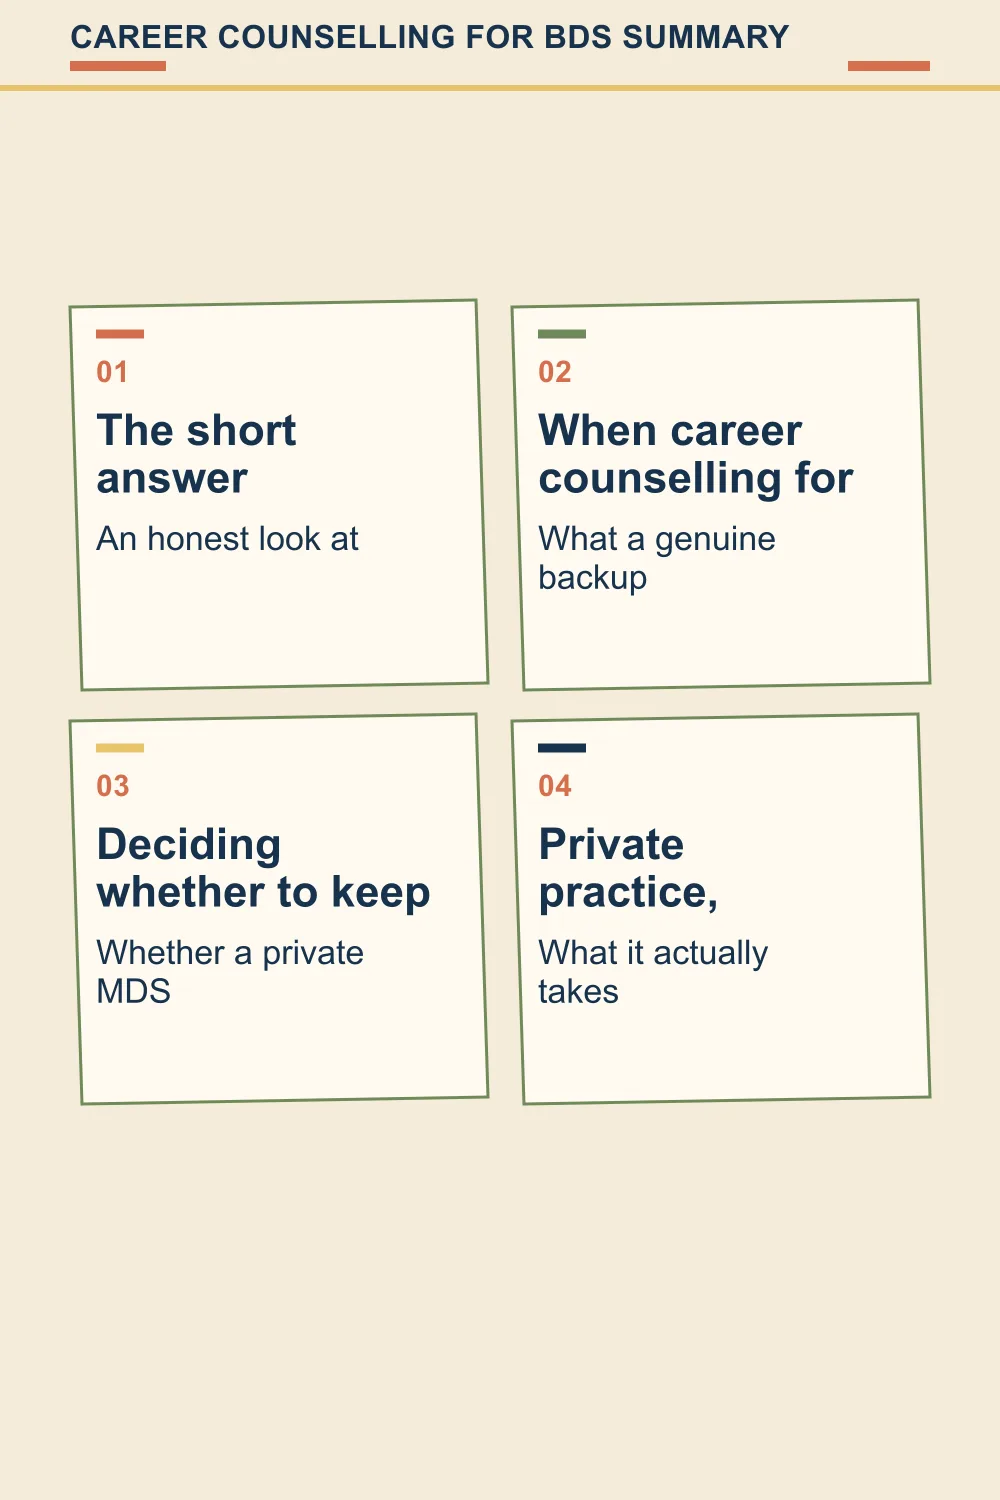 CAREER COUNSELLING FOR BDS SUMMARY
01
The short
answer
An honest look at
02
When career
counselling for
What a genuine
backup
03
Deciding
whether to keep
Whether a private
MDS
04
Private
practice,
What it actually
takes